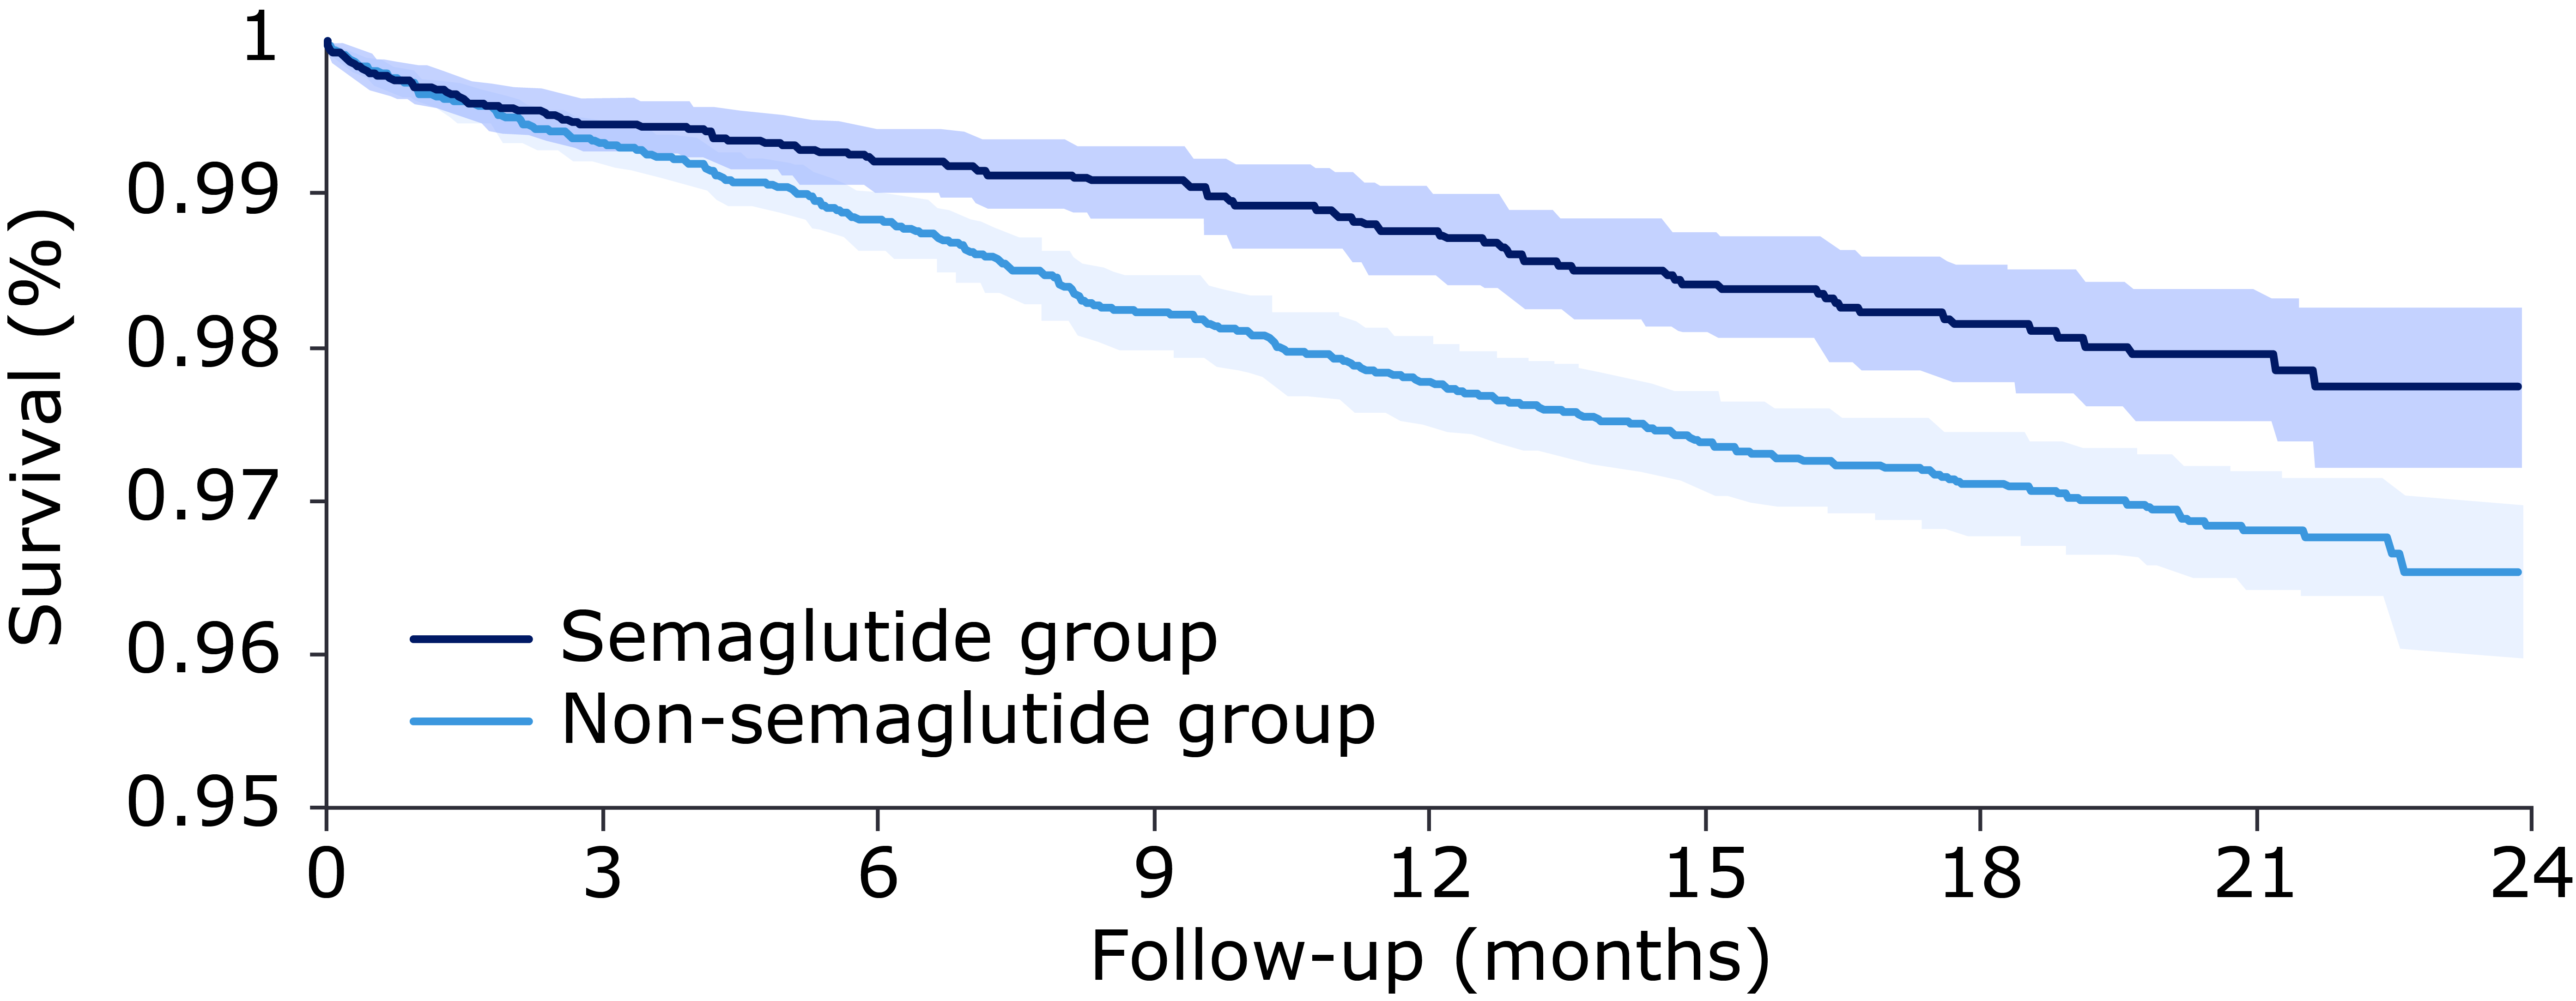 Survival (%)
1
0.99
0.98
0.97
0.96
0.95
Semaglutide group
Non-semaglutide group
0 3 6 9 12 15 18 21 24
Follow-up (months)